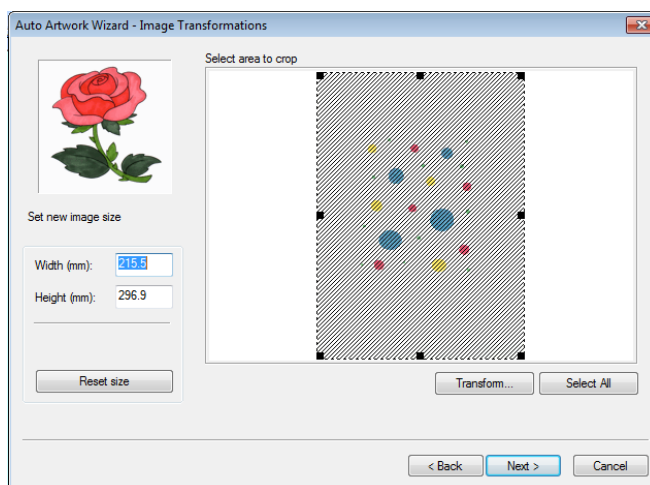 Auto Artwork Wizard - Image Transformations
Select area to crop
Set new image size
Width (mm): 215.5
Height (mm): 296.9
Reset size
Transform... Select All
< Back Next > Cancel